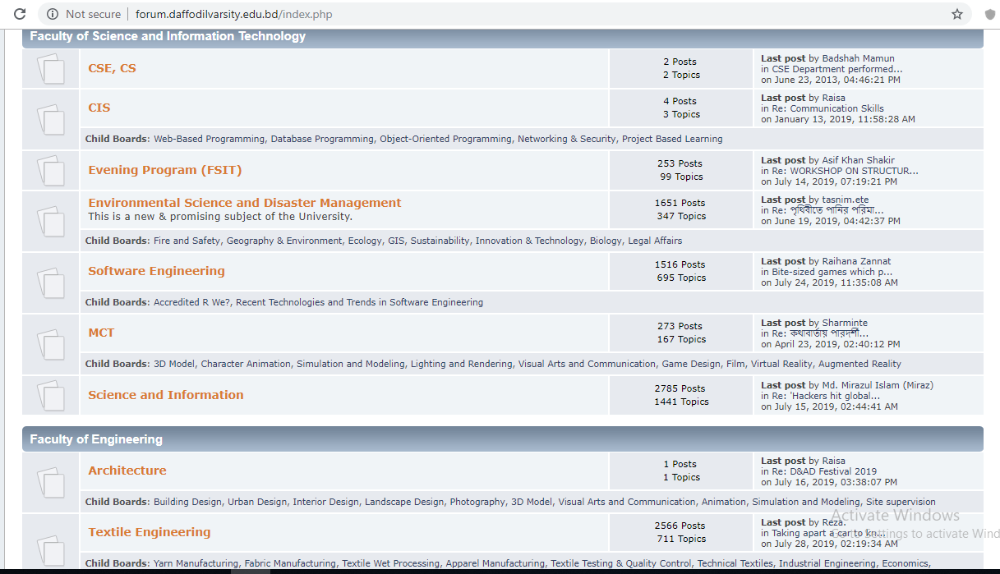 Not secure | forum.daffodilvarsity.edu.bd/index.php
Faculty of Science and Information Technology
CSE, CS
2 Posts
2 Topics
Last post by Badshah Mamun
in CSE Department performed...
on June 23, 2013, 04:46:21 PM
CIS
4 Posts
3 Topics
Last post by Raisa
in Re: Communication Skills
on January 13, 2019, 11:58:28 AM
Child Boards: Web-Based Programming, Database Programming, Object-Oriented Programming, Networking & Security, Project Based Learning
Evening Program (FSIT)
253 Posts
99 Topics
Last post by Asif Khan Shakir
in Re: WORKSHOP ON STRUCTUR...
on July 14, 2019, 07:19:21 PM
Environmental Science and Disaster Management
This is a new & promising subject of the University.
1651 Posts
347 Topics
Last post by tasnim.ete
in Re: পৃথিবীতে পানির পরিমা...
on June 19, 2019, 04:42:37 PM
Child Boards: Fire and Safety, Geography & Environment, Ecology, GIS, Sustainability, Innovation & Technology, Biology, Legal Affairs
Software Engineering
1516 Posts
695 Topics
Last post by Raihana Zannat
in Bite-sized games which p...
on July 24, 2019, 11:35:08 AM
Child Boards: Accredited R We?, Recent Technologies and Trends in Software Engineering
MCT
273 Posts
167 Topics
Last post by Sharminte
in Re: কথাবার্তায় পারদর্শী...
on April 23, 2019, 02:40:12 PM
Child Boards: 3D Model, Character Animation, Simulation and Modeling, Lighting and Rendering, Visual Arts and Communication, Game Design, Film, Virtual Reality, Augmented Reality
Science and Information
2785 Posts
1441 Topics
Last post by Md. Mirazul Islam (Miraz)
in Re: 'Hackers hit global...
on July 15, 2019, 02:44:41 AM
Faculty of Engineering
Architecture
1 Posts
1 Topics
Last post by Raisa
in Re: D&AD Festival 2019
on July 16, 2019, 03:38:07 PM
Child Boards: Building Design, Urban Design, Interior Design, Landscape Design, Photography, 3D Model, Visual Arts and Communication, Animation, Simulation and Modeling, Site supervision
Textile Engineering
2566 Posts
711 Topics
Last post by Reza.
in Taking apart a car to kn...
on July 28, 2019, 02:19:34 AM
Activate Windows
Go to Settings to activate Wind
Child Boards: Yarn Manufacturing, Fabric Manufacturing, Textile Wet Processing, Apparel Manufacturing, Textile Testing & Quality Control, Technical Textiles, Industrial Engineering, Economics,